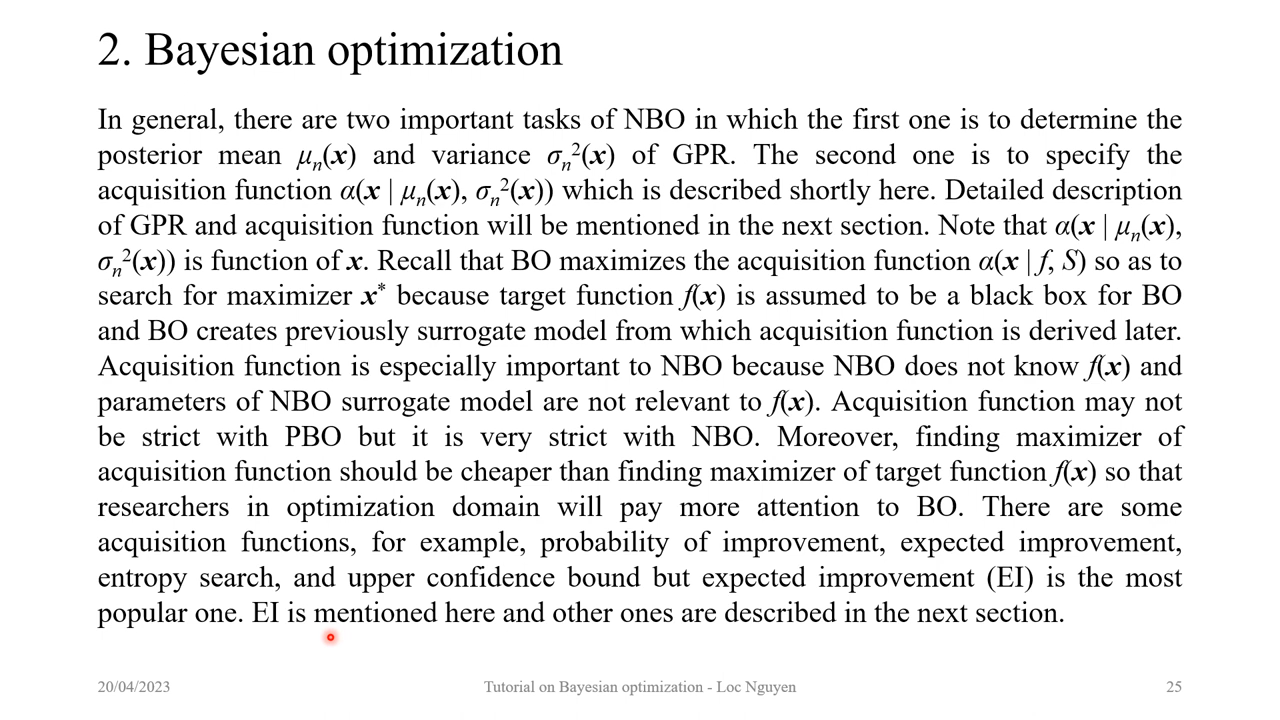 2. Bayesian optimization
In general, there are two important tasks of NBO in which the first one is to determine the
posterior mean μₙ(x) and variance σₙ²(x) of GPR. The second one is to specify the
acquisition function α(x | μₙ(x), σₙ²(x)) which is described shortly here. Detailed description
of GPR and acquisition function will be mentioned in the next section. Note that α(x | μₙ(x),
σₙ²(x)) is function of x. Recall that BO maximizes the acquisition function α(x | f, S) so as to
search for maximizer x* because target function f(x) is assumed to be a black box for BO
and BO creates previously surrogate model from which acquisition function is derived later.
Acquisition function is especially important to NBO because NBO does not know f(x) and
parameters of NBO surrogate model are not relevant to f(x). Acquisition function may not
be strict with PBO but it is very strict with NBO. Moreover, finding maximizer of
acquisition function should be cheaper than finding maximizer of target function f(x) so that
researchers in optimization domain will pay more attention to BO. There are some
acquisition functions, for example, probability of improvement, expected improvement,
entropy search, and upper confidence bound but expected improvement (EI) is the most
popular one. EI is mentioned here and other ones are described in the next section.
20/04/2023
Tutorial on Bayesian optimization - Loc Nguyen
25